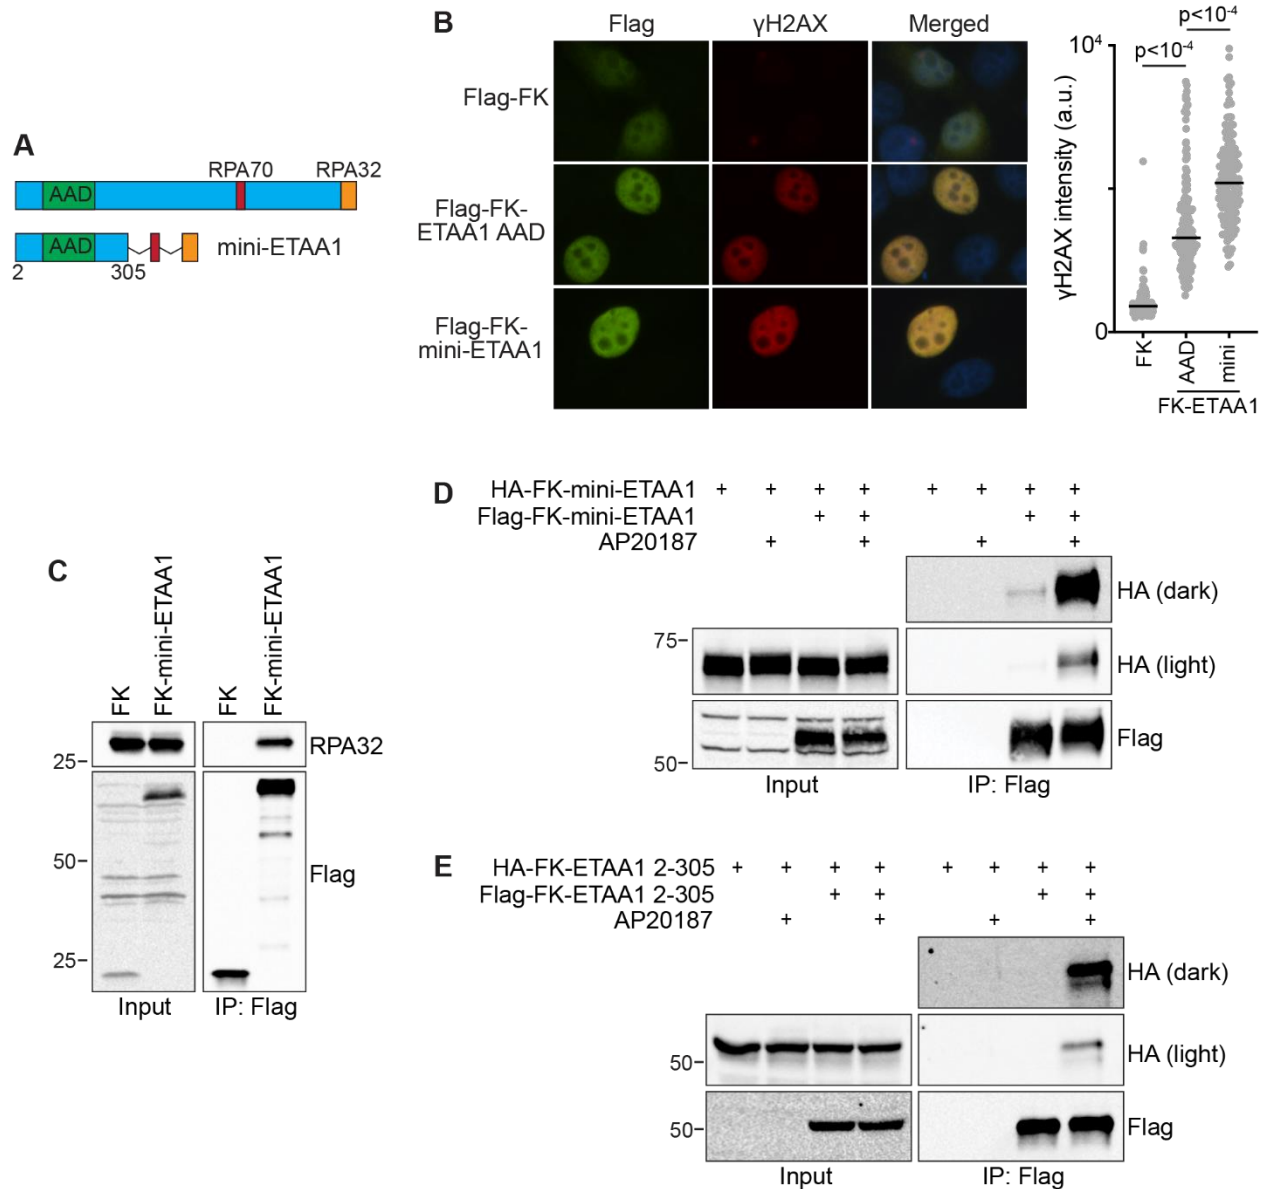 A
RPA70 RPA32
AAD
AAD mini-ETAA1
2 305
B
Flag γH2AX Merged
Flag-FK
Flag-FK-
ETAA1 AAD
Flag-FK-
mini-ETAA1
p<10-4
p<10-4
104
γH2AX intensity (a.u.)
0
FK AAD mini
FK-ETAA1
C
FK FK-mini-ETAA1 FK FK-mini-ETAA1
RPA32
25
50
Flag
25
Input IP: Flag
D
HA-FK-mini-ETAA1 + + + + + + + +
Flag-FK-mini-ETAA1 + + + +
AP20187 + + + +
HA (dark)
75
HA (light)
Flag
50
Input IP: Flag
E
HA-FK-ETAA1 2-305 + + + + + + + +
Flag-FK-ETAA1 2-305 + + + +
AP20187 + + + +
HA (dark)
HA (light)
50
50
Flag
Input IP: Flag